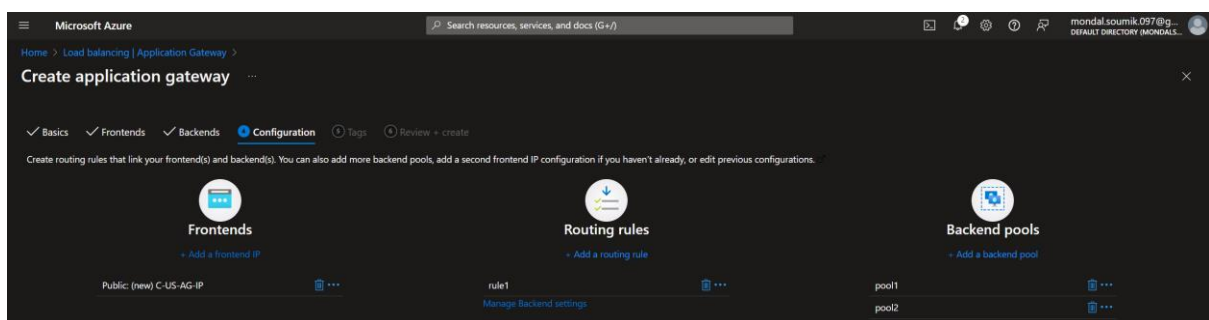 Microsoft Azure
Search resources, services, and docs (G+/)
2
mondal.soumik.097@g...
DEFAULT DIRECTORY (MONDALS...
Home > Load balancing | Application Gateway >
Create application gateway ...
Basics Frontends Backends 4 Configuration 5 Tags 6 Review + create
Create routing rules that link your frontend(s) and backend(s). You can also add more backend pools, add a second frontend IP configuration if you haven't already, or edit previous configurations.
Frontends Routing rules Backend pools
+ Add a frontend IP + Add a routing rule + Add a backend pool
Public: (new) C-US-AG-IP rule1 pool1
Manage Backend settings pool2